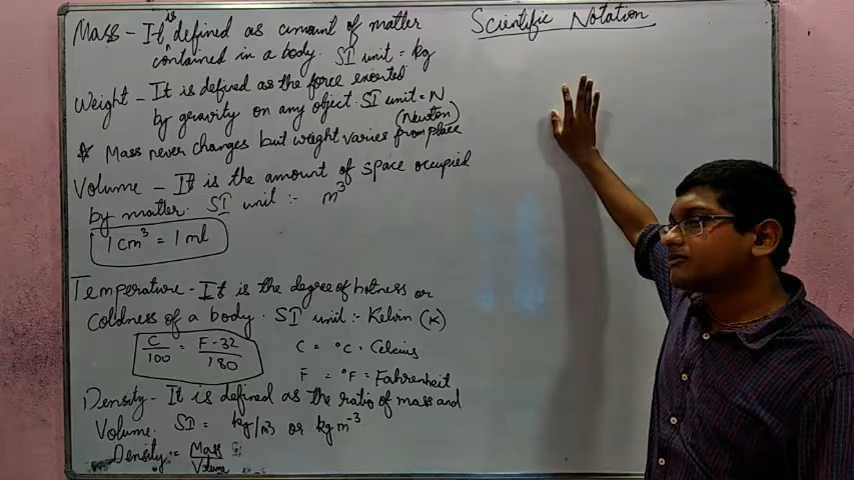 Mass - It is defined as amount of matter
contained in a body. SI unit = kg
Weight - It is defined as the force exerted
by gravity on any object. SI unit = N
(Newton)
☆ Mass never changes but weight varies from place
Volume - It is the amount of space occupied
by matter. SI unit :- m³
1 cm³ = 1 ml
Temperature - It is the degree of hotness or
coldness of a body. SI unit :- Kelvin (K)
C/100 = F-32/180
C = °C = Celcius
F = °F = Fahrenheit
Density - It is defined as the ratio of mass and
Volume. SI = kg/m³ or kg m⁻³
Density = Mass/Volume
Scientific Notation